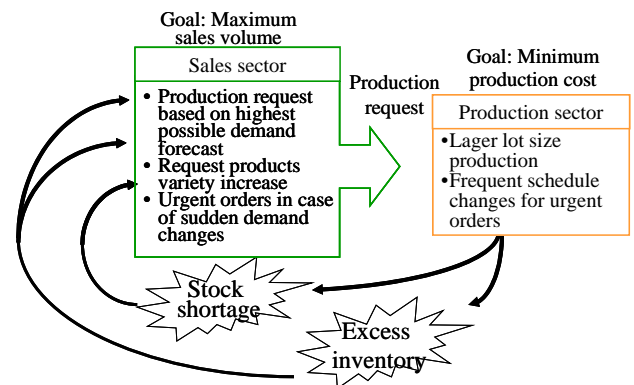 Goal: Maximum
sales volume
Sales sector
• Production request
based on highest
possible demand
forecast
• Request products
variety increase
• Urgent orders in case
of sudden demand
changes
Production
request
Goal: Minimum
production cost
Production sector
•Lager lot size
production
•Frequent schedule
changes for urgent
orders
Stock
shortage
Excess
inventory